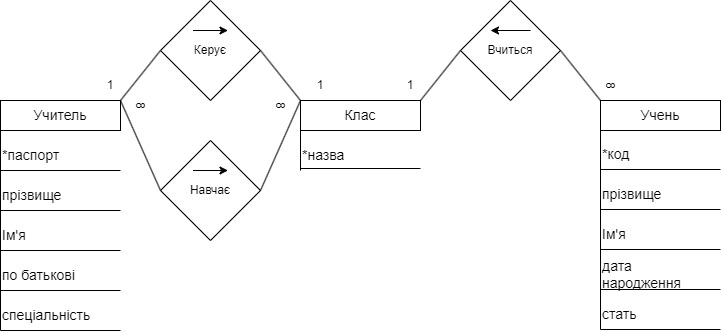 Керує
Вчиться
1
1
1
∞
∞
∞
Учитель
Клас
Учень
*паспорт
*назва
*код
Навчає
прізвище
прізвище
Ім'я
Ім'я
по батькові
дата
народження
спеціальність
стать